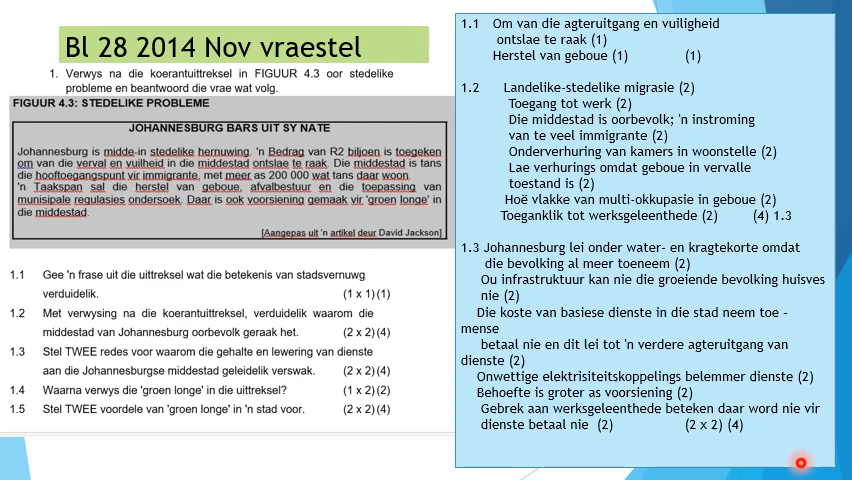 Bl 28 2014 Nov vraestel
1. Verwys na die koerantuittreksel in FIGUUR 4.3 oor stedelike
probleme en beantwoord die vrae wat volg.
FIGUUR 4.3: STEDELIKE PROBLEME
JOHANNESBURG BARS UIT SY NATE
Johannesburg is midde-in stedelike hernuwing. 'n Bedrag van R2 biljoen is toegeken
om van die verval en vuilheid in die middestad ontslae te raak. Die middestad is tans
die hooftoegangspunt vir immigrante, met meer as 200 000 wat tans daar woon.
'n Taakspan sal die herstel van geboue, afvalbestuur en die toepassing van
munisipale regulasies ondersoek. Daar is ook voorsiening gemaak vir 'groen longe' in
die middestad.
[Aangepas uit 'n artikel deur David Jackson]
1.1 Gee 'n frase uit die uittreksel wat die betekenis van stadsvernuwg
verduidelik. (1 x 1) (1)
1.2 Met verwysing na die koerantuittreksel, verduidelik waarom die
middestad van Johannesburg oorbevolk geraak het. (2 x 2) (4)
1.3 Stel TWEE redes voor waarom die gehalte en lewering van dienste
aan die Johannesburgse middestad geleidelik verswak. (2 x 2) (4)
1.4 Waarna verwys die 'groen longe' in die uittreksel? (1 x 2) (2)
1.5 Stel TWEE voordele van 'groen longe' in 'n stad voor. (2 x 2) (4)
1.1 Om van die agteruitgang en vuiligheid
ontslae te raak (1)
Herstel van geboue (1) (1)
1.2 Landelike-stedelike migrasie (2)
Toegang tot werk (2)
Die middestad is oorbevolk; 'n instroming
van te veel immigrante (2)
Onderverhuring van kamers in woonstelle (2)
Lae verhurings omdat geboue in vervalle
toestand is (2)
Hoë vlakke van multi-okkupasie in geboue (2)
Toeganklik tot werksgeleenthede (2) (4) 1.3
1.3 Johannesburg lei onder water- en kragtekorte omdat
die bevolking al meer toeneem (2)
Ou infrastruktuur kan nie die groeiende bevolking huisves
nie (2)
Die koste van basiese dienste in die stad neem toe -
mense
betaal nie en dit lei tot 'n verdere agteruitgang van
dienste (2)
Onwettige elektrisiteitskoppelings belemmer dienste (2)
Behoefte is groter as voorsiening (2)
Gebrek aan werksgeleenthede beteken daar word nie vir
dienste betaal nie (2) (2 x 2) (4)